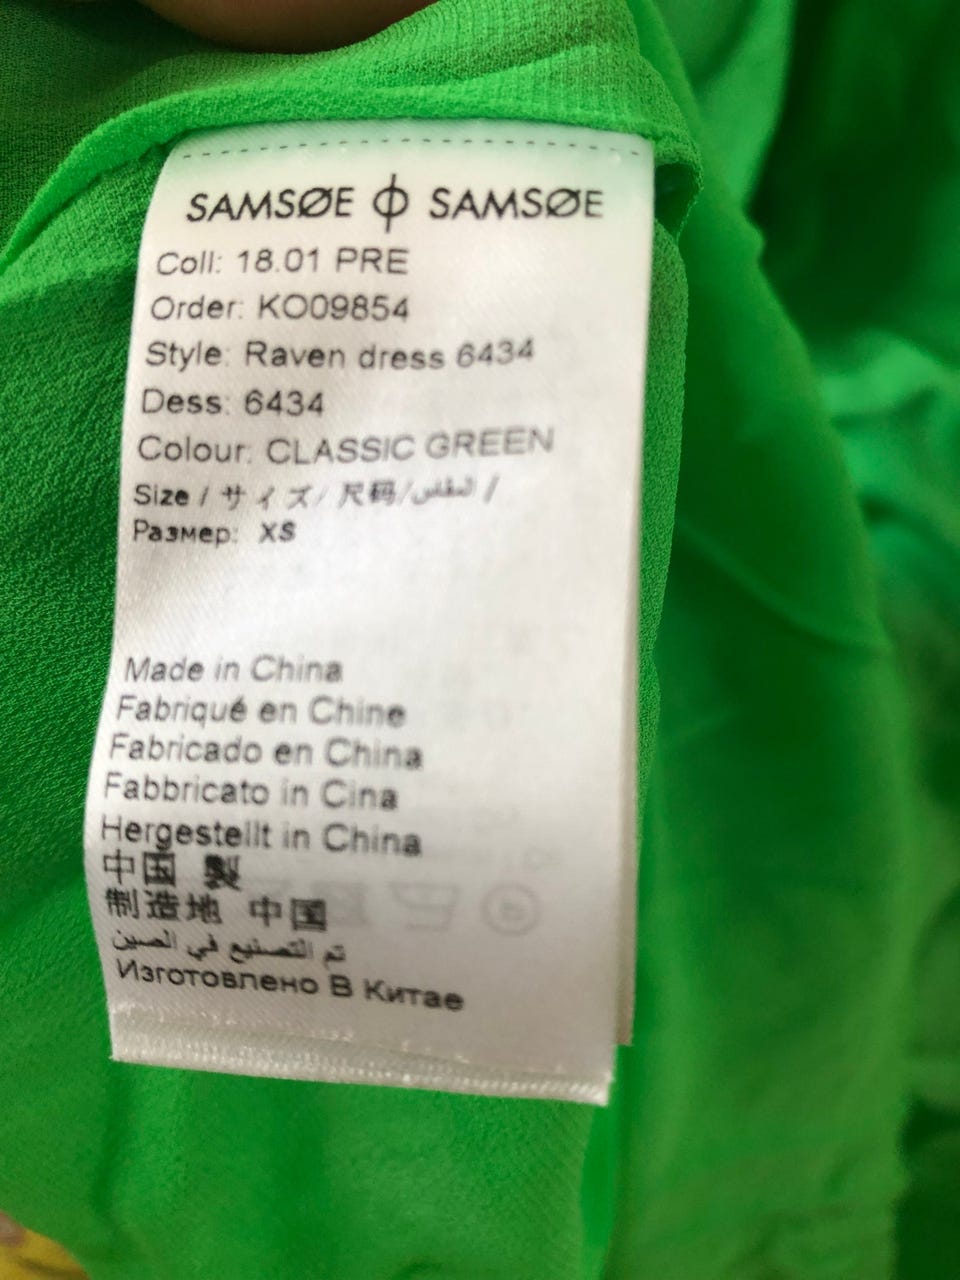 SAMSØE ϕ SAMSØE
Coll: 18.01 PRE
Order: KO09854
Style: Raven dress 6434
Dess: 6434
Colour: CLASSIC GREEN
Size / サイズ/ 尺码/المقاس /
Размер: XS
Made in China
Fabriqué en Chine
Fabricado en China
Fabbricato in Cina
Hergestellt in China
中国 製
制造地 中国
تم التصنيع في الصين
Изготовлено В Китае